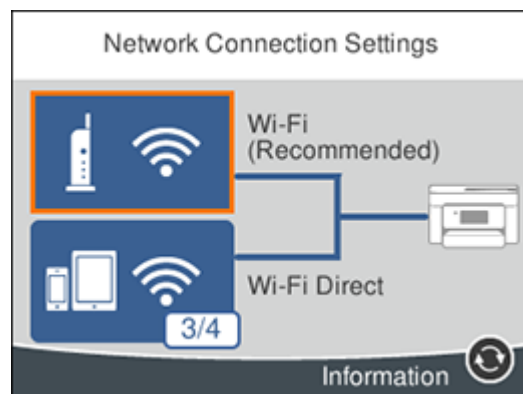 Network Connection Settings
Wi-Fi
(Recommended)
Wi-Fi Direct
3/4
Information